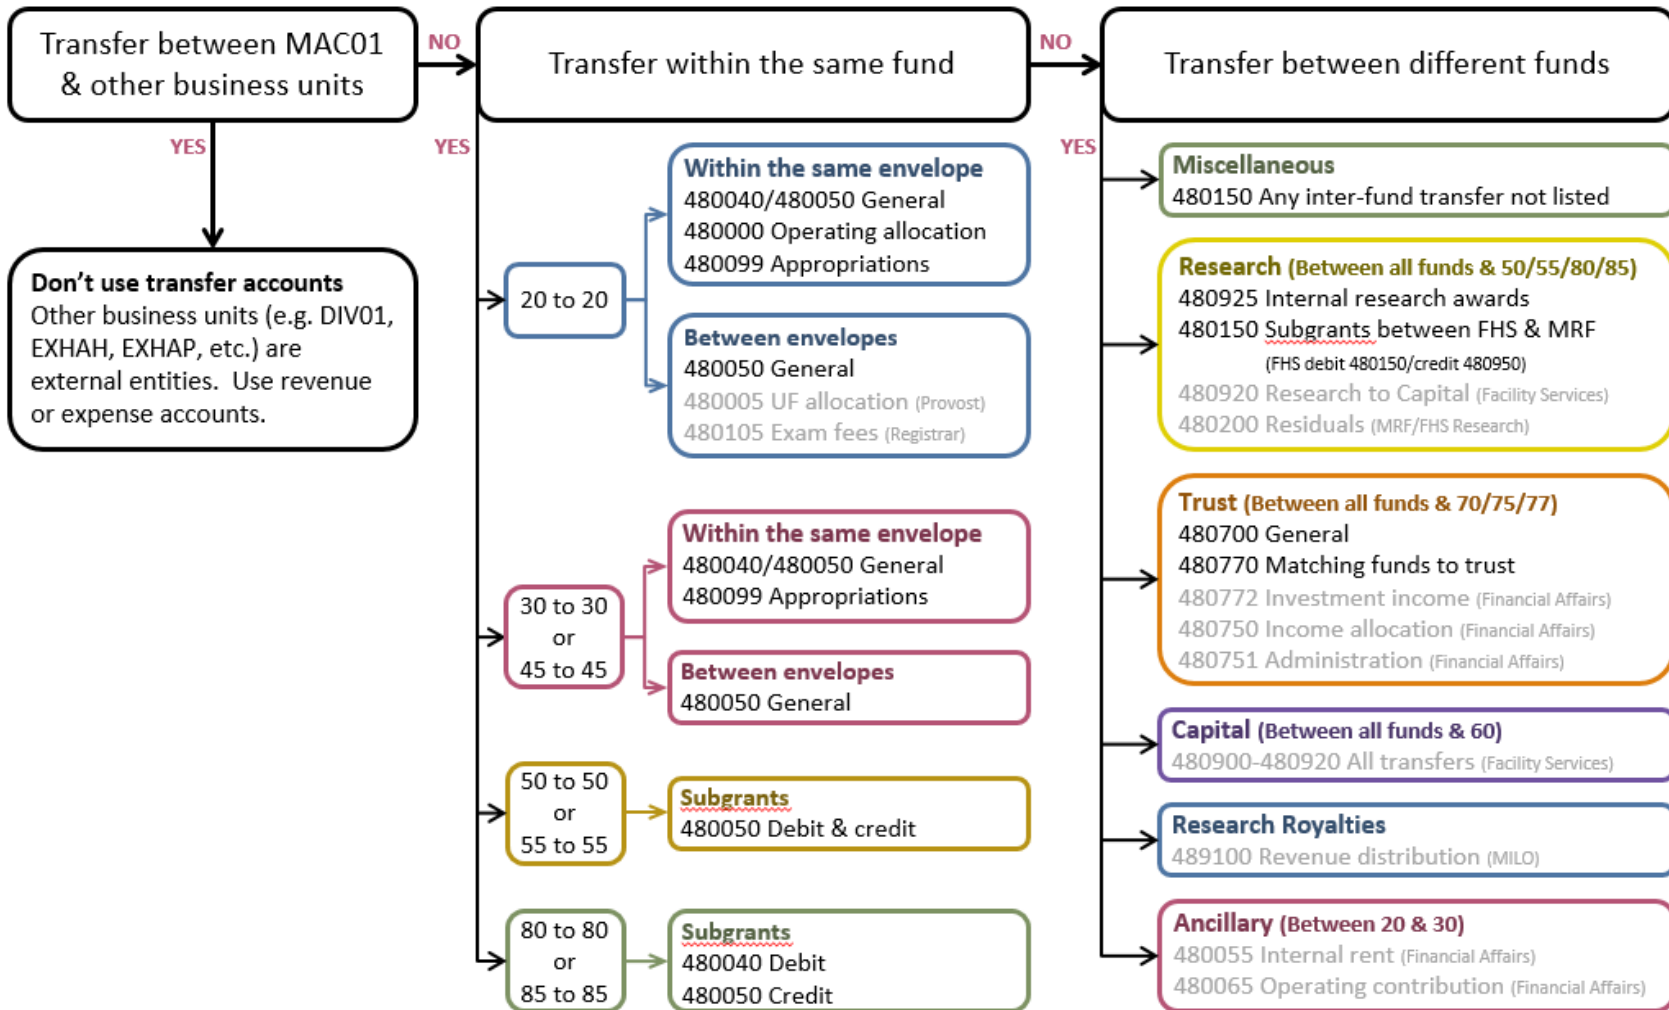 Transfer between MAC01
& other business units
NO
Transfer within the same fund
NO
Transfer between different funds
YES
YES
YES
Don’t use transfer accounts
Other business units (e.g. DIV01,
EXHAH, EXHAP, etc.) are
external entities.  Use revenue
or expense accounts.
20 to 20
Within the same envelope
480040/480050 General
480000 Operating allocation
480099 Appropriations
Between envelopes
480050 General
480005 UF allocation (Provost)
480105 Exam fees (Registrar)
30 to 30
or
45 to 45
Within the same envelope
480040/480050 General
480099 Appropriations
Between envelopes
480050 General
50 to 50
or
55 to 55
Subgrants
480050 Debit & credit
80 to 80
or
85 to 85
Subgrants
480040 Debit
480050 Credit
Miscellaneous
480150 Any inter-fund transfer not listed
Research (Between all funds & 50/55/80/85)
480925 Internal research awards
480150 Subgrants between FHS & MRF
(FHS debit 480150/credit 480950)
480920 Research to Capital (Facility Services)
480200 Residuals (MRF/FHS Research)
Trust (Between all funds & 70/75/77)
480700 General
480770 Matching funds to trust
480772 Investment income (Financial Affairs)
480750 Income allocation (Financial Affairs)
480751 Administration (Financial Affairs)
Capital (Between all funds & 60)
480900-480920 All transfers (Facility Services)
Research Royalties
489100 Revenue distribution (MILO)
Ancillary (Between 20 & 30)
480055 Internal rent (Financial Affairs)
480065 Operating contribution (Financial Affairs)